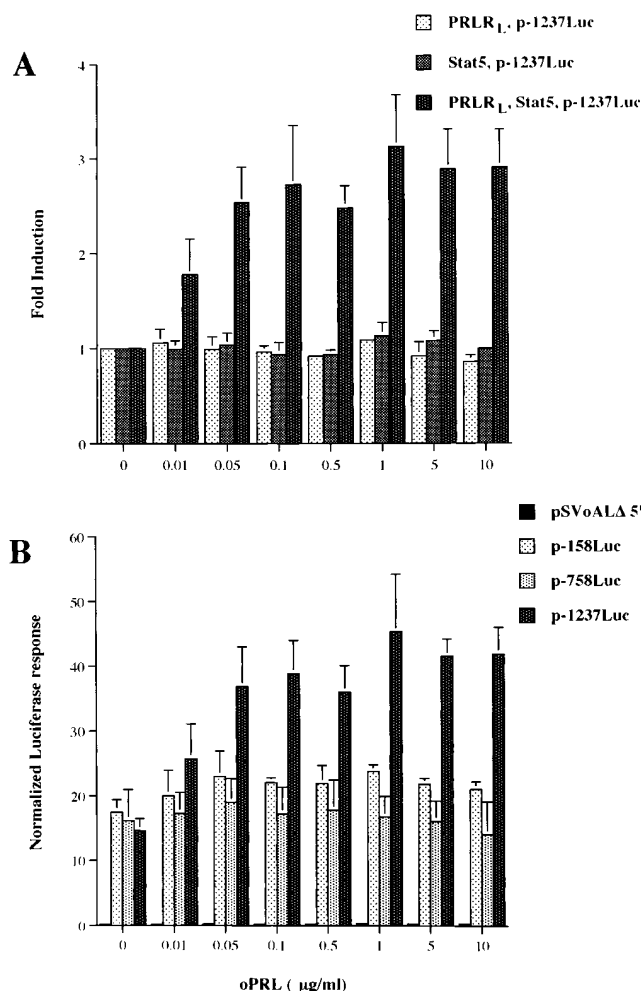 PRLR L, p-1237Luc
A
Stat5, p-1237Luc
PRLR L, Stat5, p-1237Luc
4
3
2
1
0
Fold Induction
0 0.01 0.05 0.1 0.5 1 5 10
B
pSVoALΔ 5'
p-158Luc
p-758Luc
p-1237Luc
60
50
40
30
20
10
0
Normalized Luciferase response
0 0.01 0.05 0.1 0.5 1 5 10
oPRL ( μg/ml)